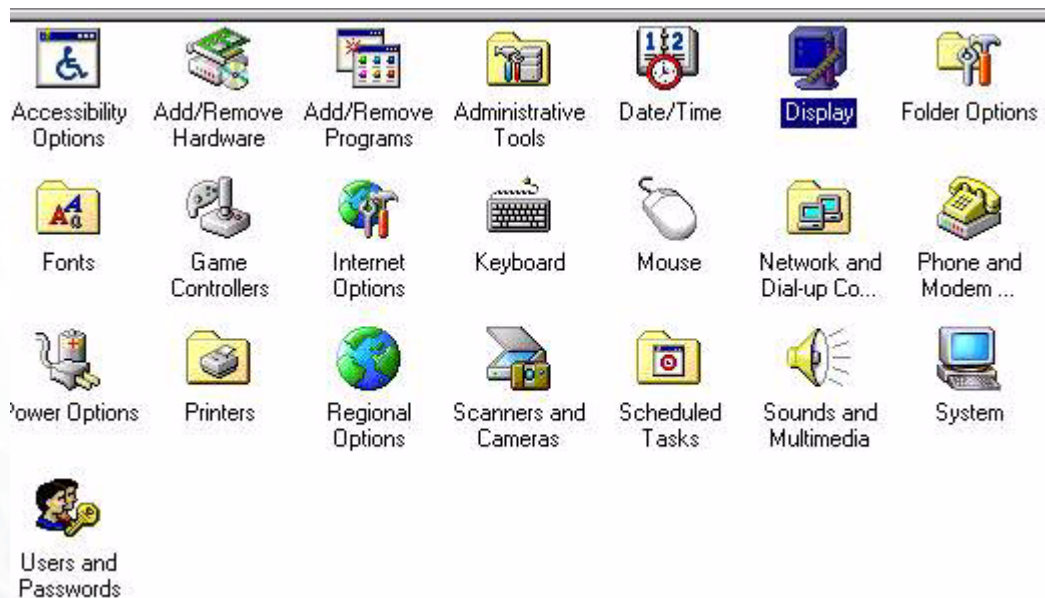 Accessibility Options
Add/Remove Hardware
Add/Remove Programs
Administrative Tools
Date/Time
Display
Folder Options
Fonts
Game Controllers
Internet Options
Keyboard
Mouse
Network and Dial-up Co...
Phone and Modem ...
Power Options
Printers
Regional Options
Scanners and Cameras
Scheduled Tasks
Sounds and Multimedia
System
Users and Passwords